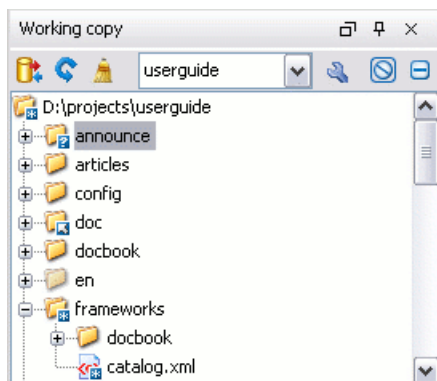 Working copy
userguide
D:\projects\userguide
announce
articles
config
doc
docbook
en
frameworks
docbook
catalog.xml